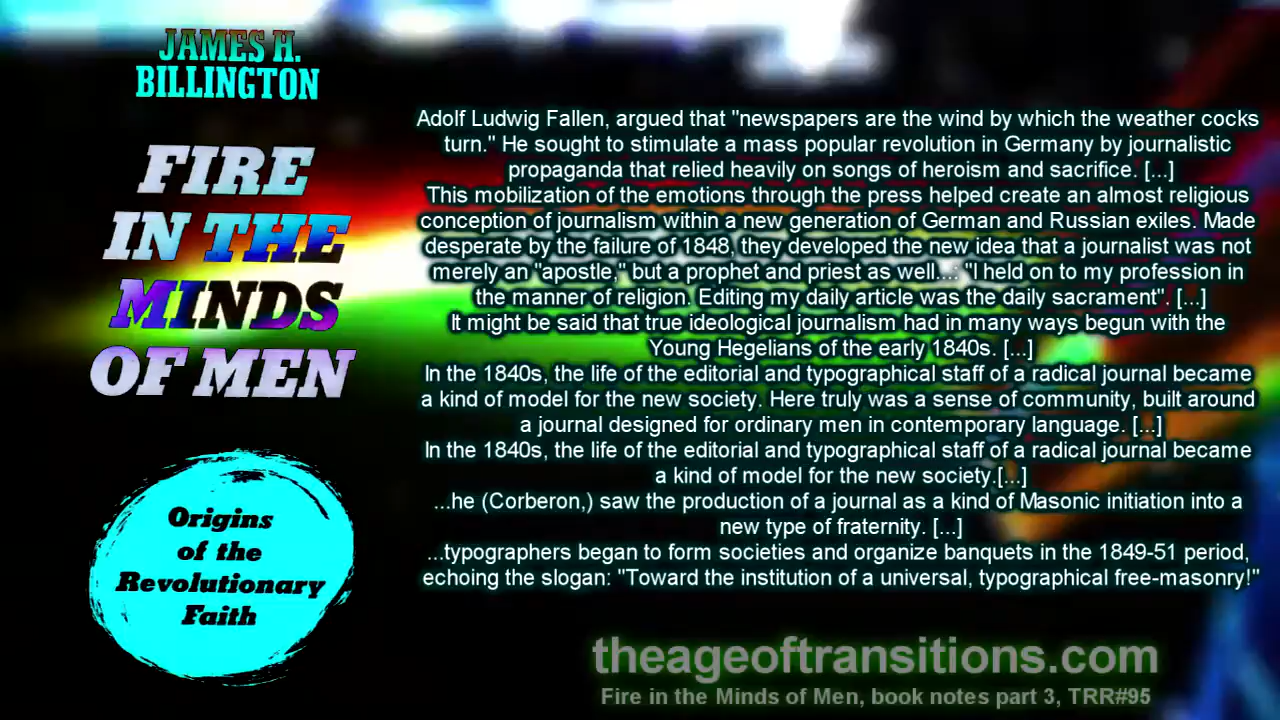 JAMES H.
BILLINGTON
FIRE
IN THE
MINDS
OF MEN
Origins
of the
Revolutionary
Faith
Adolf Ludwig Fallen, argued that "newspapers are the wind by which the weather cocks
turn." He sought to stimulate a mass popular revolution in Germany by journalistic
propaganda that relied heavily on songs of heroism and sacrifice. [...]
This mobilization of the emotions through the press helped create an almost religious
conception of journalism within a new generation of German and Russian exiles. Made
desperate by the failure of 1848, they developed the new idea that a journalist was not
merely an "apostle," but a prophet and priest as well...: "I held on to my profession in
the manner of religion. Editing my daily article was the daily sacrament". [...]
It might be said that true ideological journalism had in many ways begun with the
Young Hegelians of the early 1840s. [...]
In the 1840s, the life of the editorial and typographical staff of a radical journal became
a kind of model for the new society. Here truly was a sense of community, built around
a journal designed for ordinary men in contemporary language. [...]
In the 1840s, the life of the editorial and typographical staff of a radical journal became
a kind of model for the new society.[...]
...he (Corberon,) saw the production of a journal as a kind of Masonic initiation into a
new type of fraternity. [...]
...typographers began to form societies and organize banquets in the 1849-51 period,
echoing the slogan: "Toward the institution of a universal, typographical free-masonry!"
theageoftransitions.com
Fire in the Minds of Men, book notes part 3, TRR#95